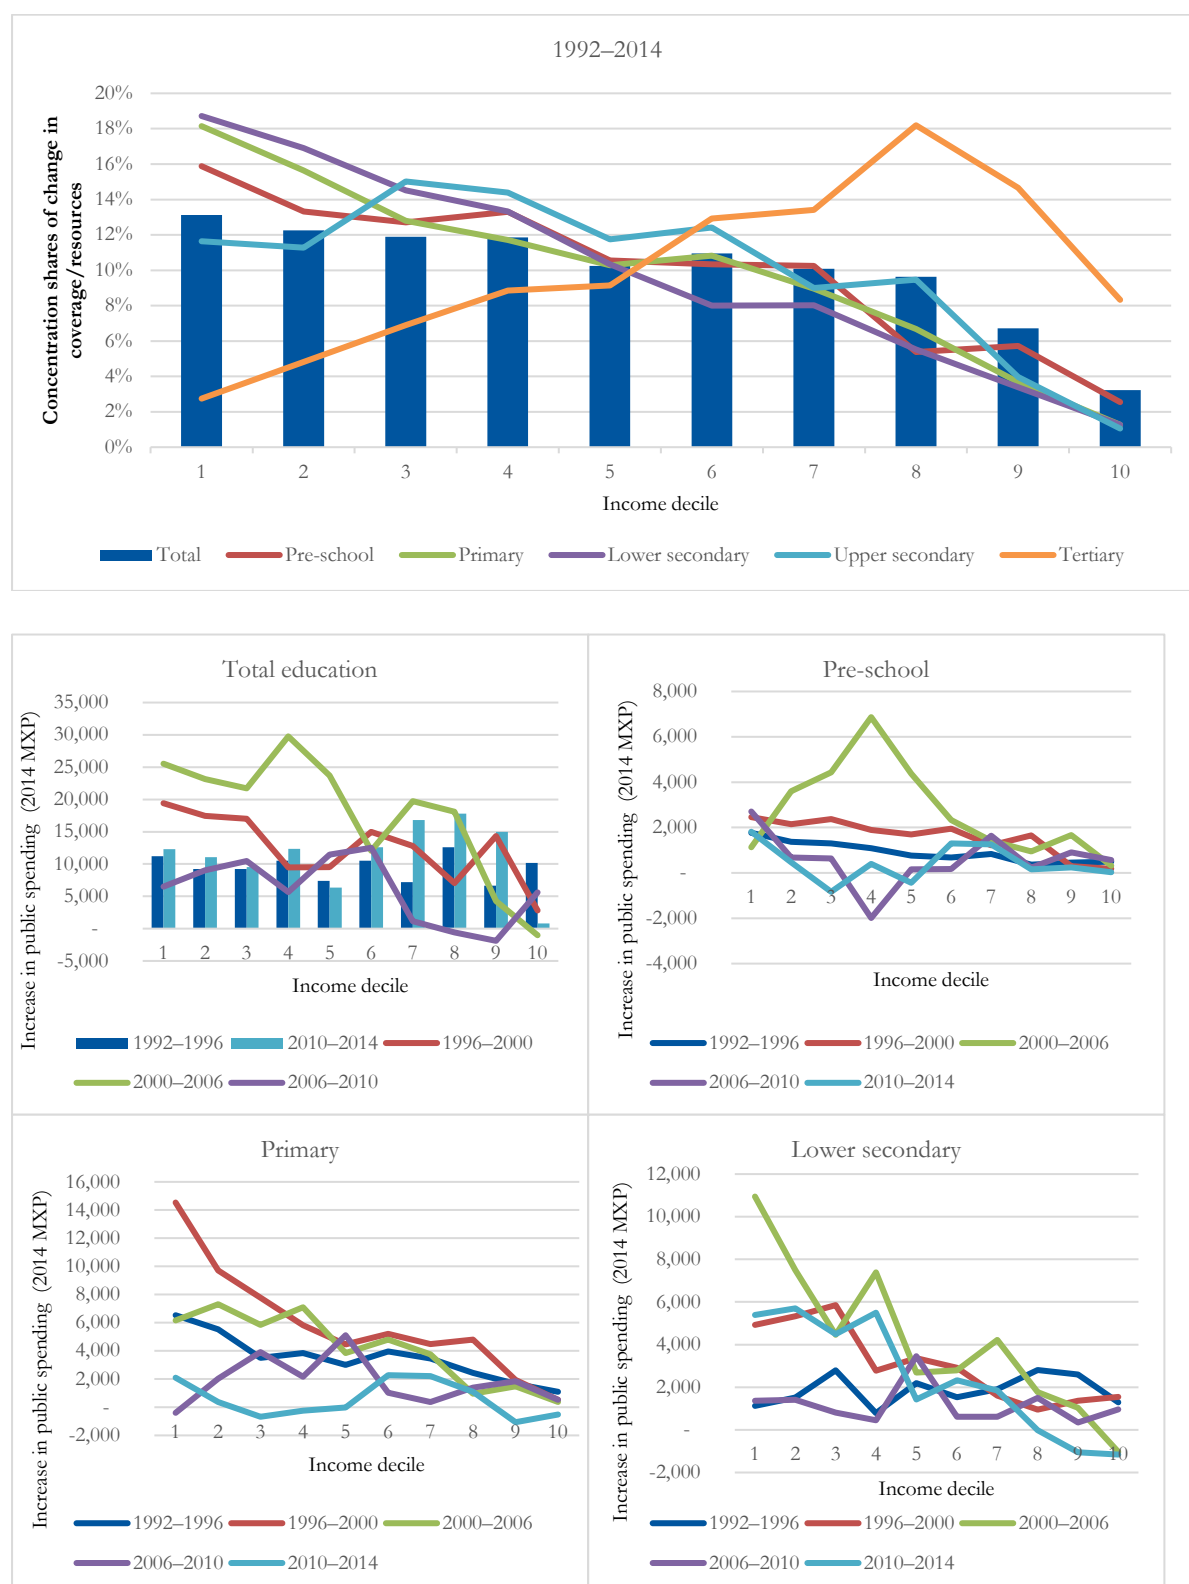 1992–2014
Concentration shares of change in
coverage/resources
20%
18%
16%
14%
12%
10%
8%
6%
4%
2%
0%
1 2 3 4 5 6 7 8 9 10
Income decile
Total Pre-school Primary Lower secondary Upper secondary Tertiary
Total education
Increase in public spending (2014 MXP)
35,000
30,000
25,000
20,000
15,000
10,000
5,000
-
-5,000
1 2 3 4 5 6 7 8 9 10
Income decile
1992–1996 2010–2014 1996–2000
2000–2006 2006–2010
Pre-school
Increase in public spending (2014 MXP)
8,000
6,000
4,000
2,000
-
-2,000
-4,000
1 2 3 4 5 6 7 8 9 10
Income decile
1992–1996 1996–2000 2000–2006
2006–2010 2010–2014
Primary
Increase in public spending (2014 MXP)
16,000
14,000
12,000
10,000
8,000
6,000
4,000
2,000
-
-2,000
1 2 3 4 5 6 7 8 9 10
Income decile
1992–1996 1996–2000 2000–2006
2006–2010 2010–2014
Lower secondary
Increase in public spending (2014 MXP)
12,000
10,000
8,000
6,000
4,000
2,000
-
-2,000
1 2 3 4 5 6 7 8 9 10
Income decile
1992–1996 1996–2000 2000–2006
2006–2010 2010–2014